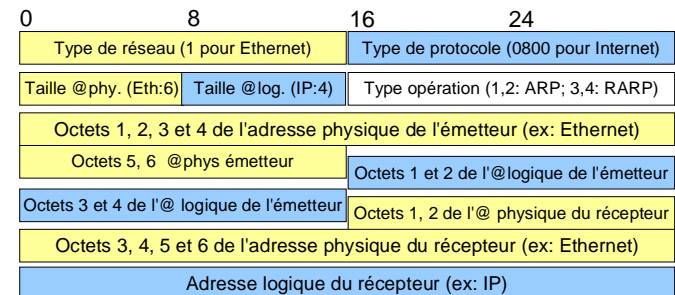 0 8 16 24
Type de réseau (1 pour Ethernet) Type de protocole (0800 pour Internet)
Taille @phy. (Eth:6) Taille @log. (IP:4) Type opération (1,2: ARP; 3,4: RARP)
Octets 1, 2, 3 et 4 de l'adresse physique de l'émetteur (ex: Ethernet)
Octets 5, 6 @phys émetteur Octets 1 et 2 de l'@logique de l'émetteur
Octets 3 et 4 de l'@ logique de l'émetteur Octets 1, 2 de l'@ physique du récepteur
Octets 3, 4, 5 et 6 de l'adresse physique du récepteur (ex: Ethernet)
Adresse logique du récepteur (ex: IP)